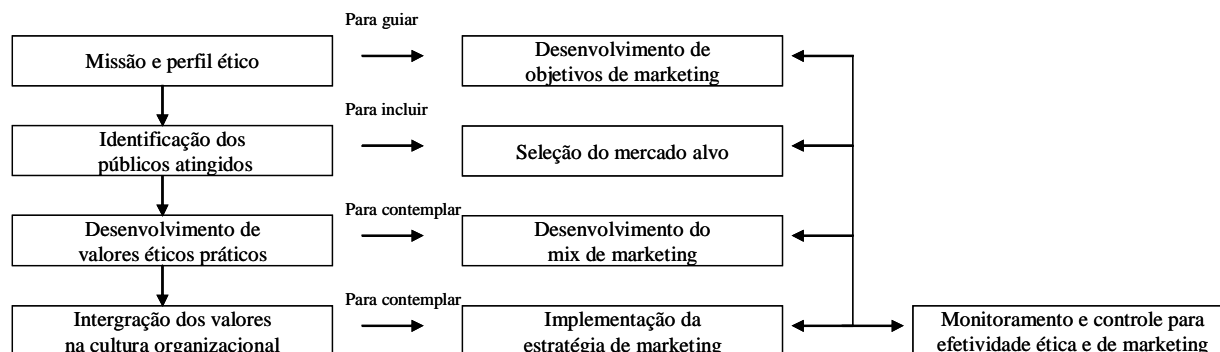 Para guiar
Missão e perfil ético
Desenvolvimento de
objetivos de marketing
Para incluir
Identificação dos
públicos atingidos
Seleção do mercado alvo
Para contemplar
Desenvolvimento de
valores éticos práticos
Desenvolvimento do
mix de marketing
Para contemplar
Intergração dos valores
na cultura organizacional
Implementação da
estratégia de marketing
Monitoramento e controle para
efetividade ética e de marketing